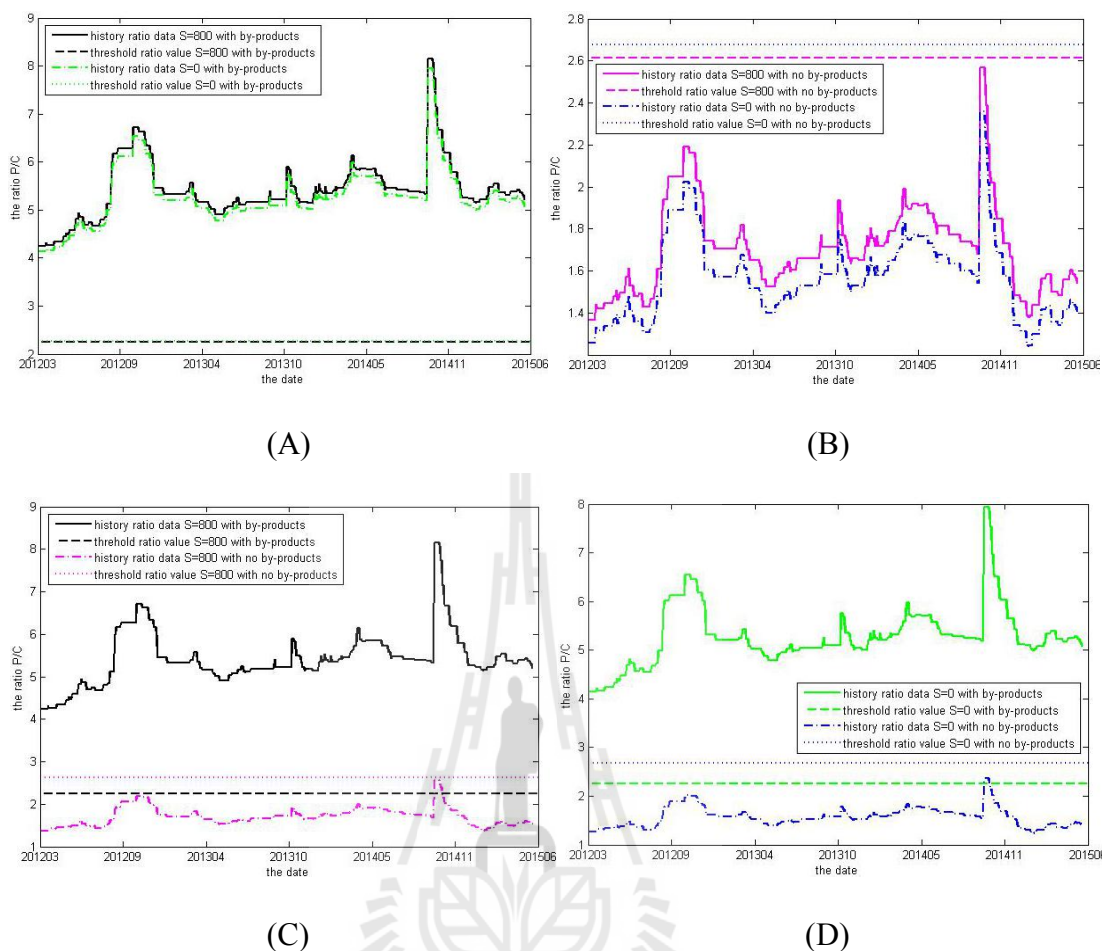 9
8
7
6
5
4
3
2
the ratio P/C
history ratio data S=800 with by-products
threshold ratio value S=800 with by-products
history ratio data S=0 with by-products
threshold ratio value S=0 with by-products
201203 201209 201304 201310 201405 201411 201506
the date
(A)
2.8
2.6
2.4
2.2
2
1.8
1.6
1.4
the ratio P/C
history ratio data S=800 with no by-products
threhold ratio value S=800 with no by-products
history ratio data S=0 with no by-products
threshold ratio value S=0 with no by-products
201203 201209 201304 201310 201405 201411 201506
the date
(B)
9
8
7
6
5
4
3
2
1
the ratio P/C
history ratio data S=800 with by-products
threhold ratio value S=800 with by-products
history ratio data S=800 with no by-products
threshold ratio value S=800 with no by-products
201203 201209 201304 201310 201405 201411 201506
the date
(C)
8
7
6
5
4
3
2
1
the ratio P/C
history ratio data S=0 with by-products
threshold ratio value S=0 with by-products
history ratio data S=0 with no by-products
threshold ratio value S=0 with no by-products
201203 201209 201304 201310 201405 201411 201506
the date
(D)